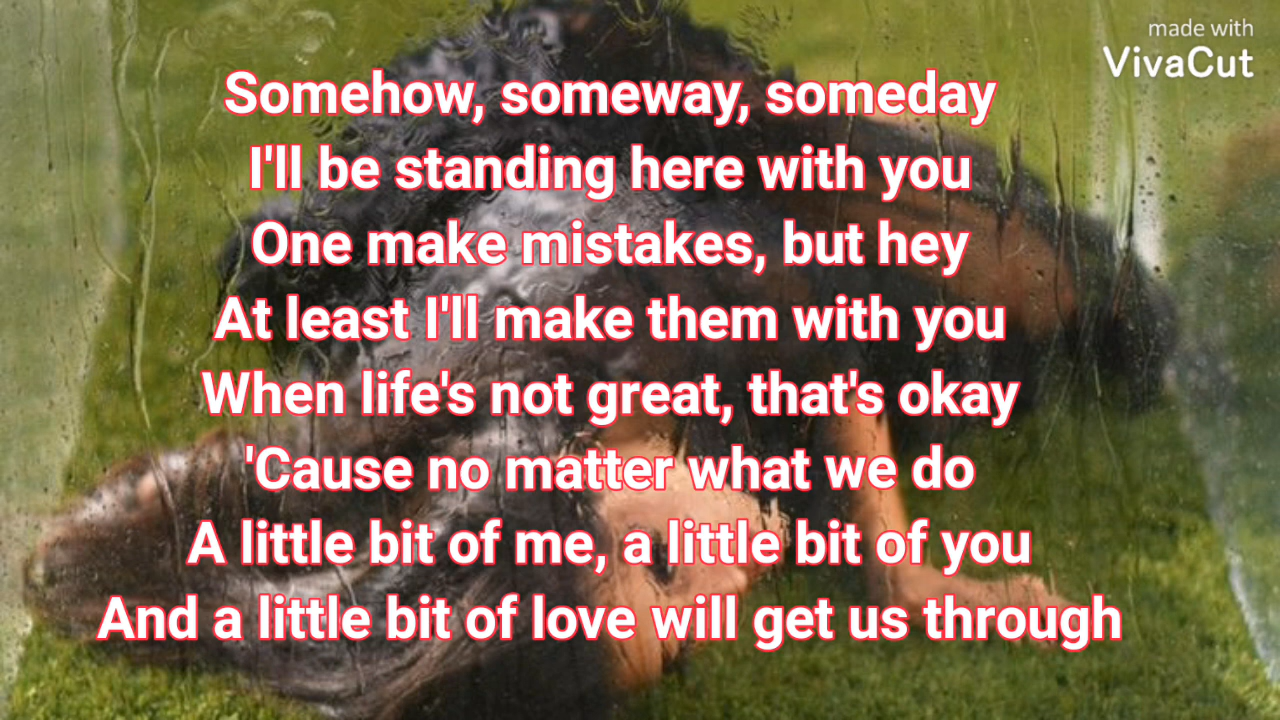 made with
VivaCut
Somehow, someway, someday
I'll be standing here with you
One make mistakes, but hey
At least I'll make them with you
When life's not great, that's okay
'Cause no matter what we do
A little bit of me, a little bit of you
And a little bit of love will get us through